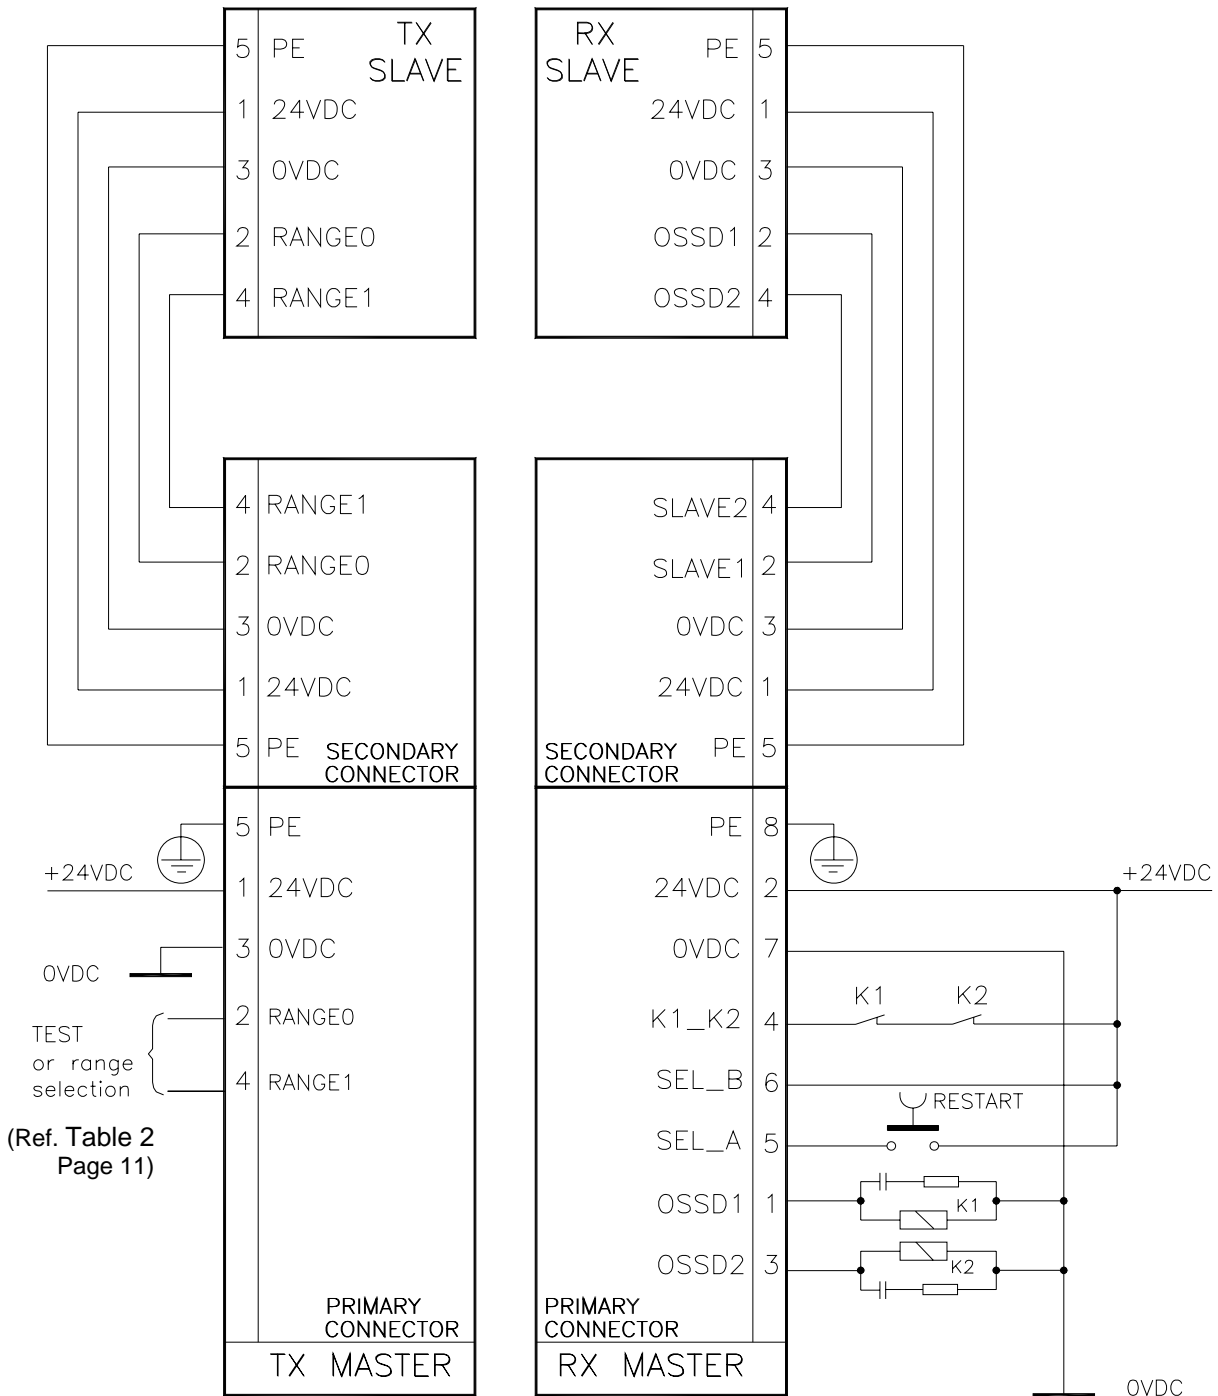 TX
SLAVE
5 PE
1 24VDC
3 0VDC
2 RANGE0
4 RANGE1
RX
SLAVE
PE 5
24VDC 1
0VDC 3
OSSD1 2
OSSD2 4
4 RANGE1
2 RANGE0
3 0VDC
1 24VDC
5 PE
SECONDARY
CONNECTOR
SLAVE2 4
SLAVE1 2
0VDC 3
24VDC 1
PE 5
SECONDARY
CONNECTOR
5 PE
+24VDC
1 24VDC
3 0VDC
0VDC
2 RANGE0
4 RANGE1
TEST
or range
selection
(Ref. Table 2
Page 11)
PRIMARY
CONNECTOR
TX MASTER
PE 8
24VDC 2
+24VDC
0VDC 7
K1_K2 4
K1 K2
SEL_B 6
RESTART
SEL_A 5
OSSD1 1
K1
OSSD2 3
K2
PRIMARY
CONNECTOR
RX MASTER
0VDC